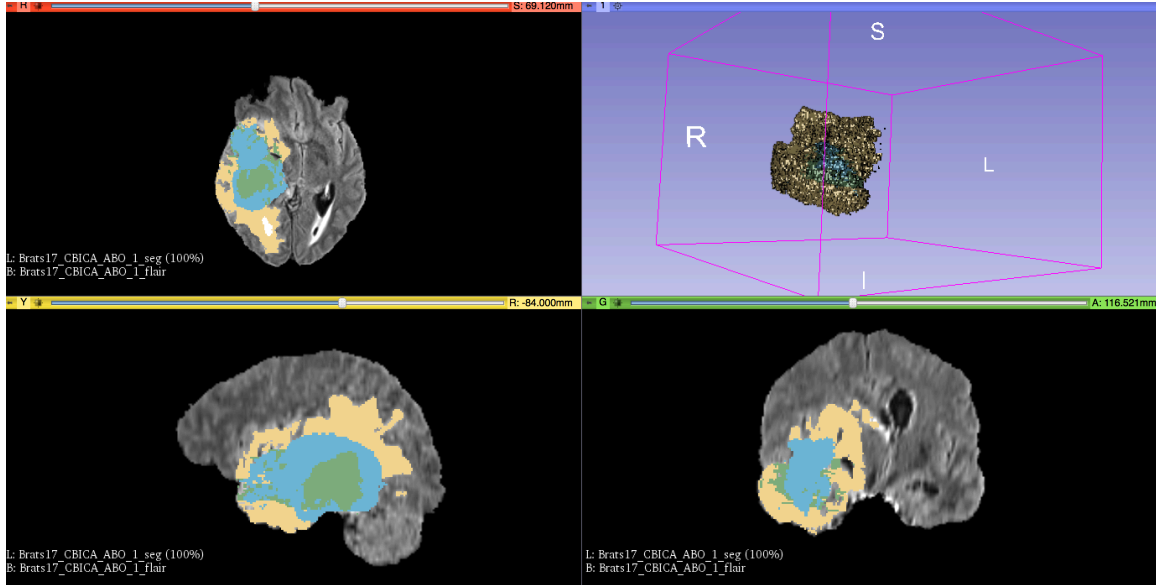 R S: 69.120mm
1
L: Brats17_CBICA_ABO_1_seg (100%)
B: Brats17_CBICA_ABO_1_flair
S
R
L
I
Y R: -84.000mm
G A: 116.521mm
L: Brats17_CBICA_ABO_1_seg (100%)
B: Brats17_CBICA_ABO_1_flair
L: Brats17_CBICA_ABO_1_seg (100%)
B: Brats17_CBICA_ABO_1_flair